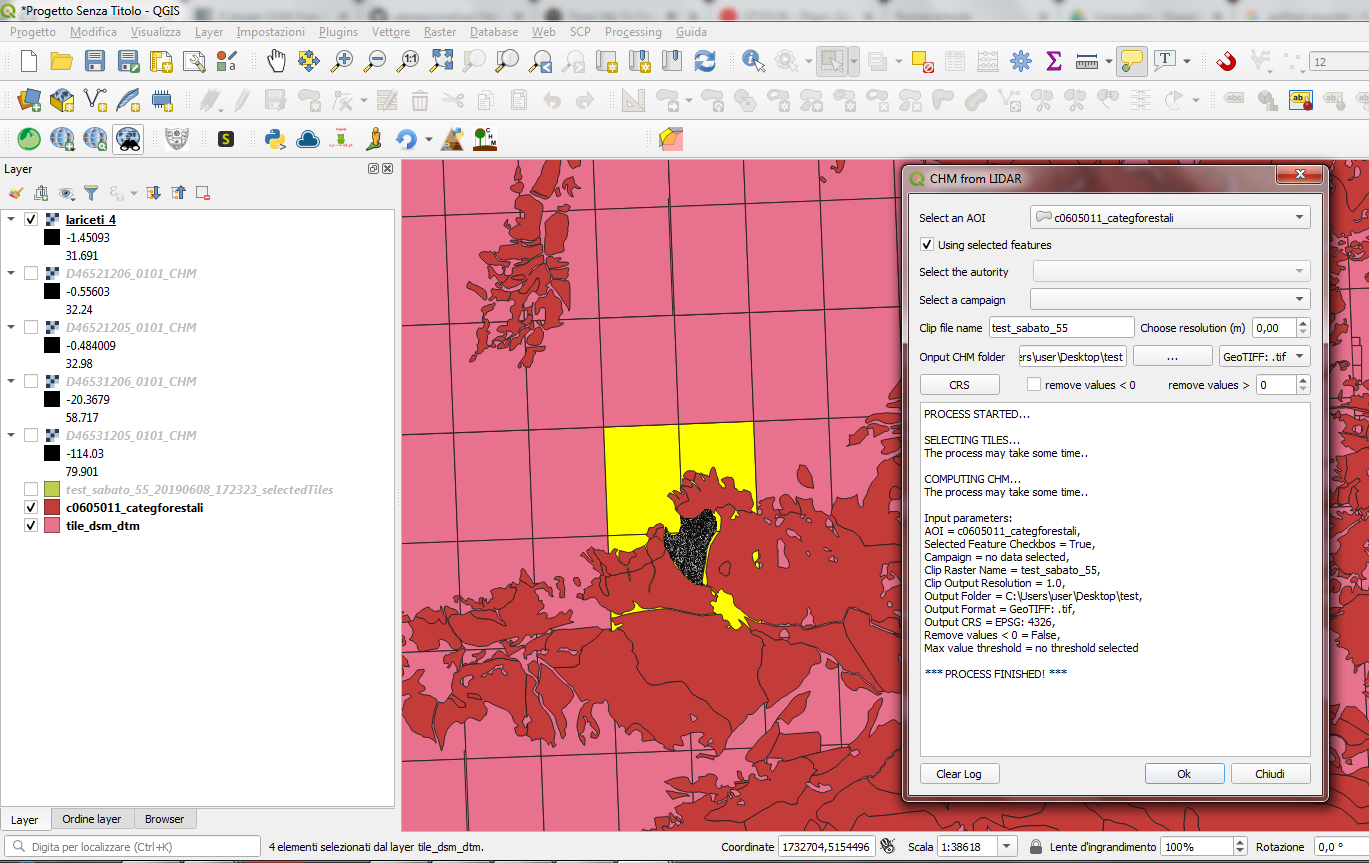 *Progetto Senza Titolo - QGIS
Progetto Modifica Visualizza Layer Impostazioni Plugins Vettore Raster Database Web SCP Processing Guida
12
Layer
lariceti_4
-1.45093
31.691
D46521206_0101_CHM
-0.55603
32.24
D46521205_0101_CHM
-0.484009
32.98
D46531206_0101_CHM
-20.3679
58.717
D46531205_0101_CHM
-114.03
79.901
test_sabato_55_20190608_172323_selectedTiles
c0605011_categforestali
tile_dsm_dtm
Layer Ordine layer Browser
CHM from LIDAR
Select an AOI c0605011_categforestali
Using selected features
Select the autority
Select a campaign
Clip file name test_sabato_55 Choose resolution (m) 0,00
Onput CHM folder ers\user\Desktop\test ... GeoTIFF: .tif
CRS remove values < 0 remove values > 0
PROCESS STARTED...
SELECTING TILES...
The process may take some time..
COMPUTING CHM...
The process may take some time..
Input parameters:
AOI = c0605011_categforestali,
Selected Feature Checkbos = True,
Campaign = no data selected,
Clip Raster Name = test_sabato_55,
Clip Output Resolution = 1.0,
Output Folder = C:\Users\user\Desktop\test,
Output Format = GeoTIFF: .tif,
Output CRS = EPSG: 4326,
Remove values < 0 = False,
Max value threshold = no threshold selected
*** PROCESS FINISHED! ***
Clear Log Ok Chiudi
Digita per localizzare (Ctrl+K) 4 elementi selezionati dal layer tile_dsm_dtm. Coordinate 1732704,5154496 Scala 1:38618 Lente d'ingrandimento 100% Rotazione 0,0 °